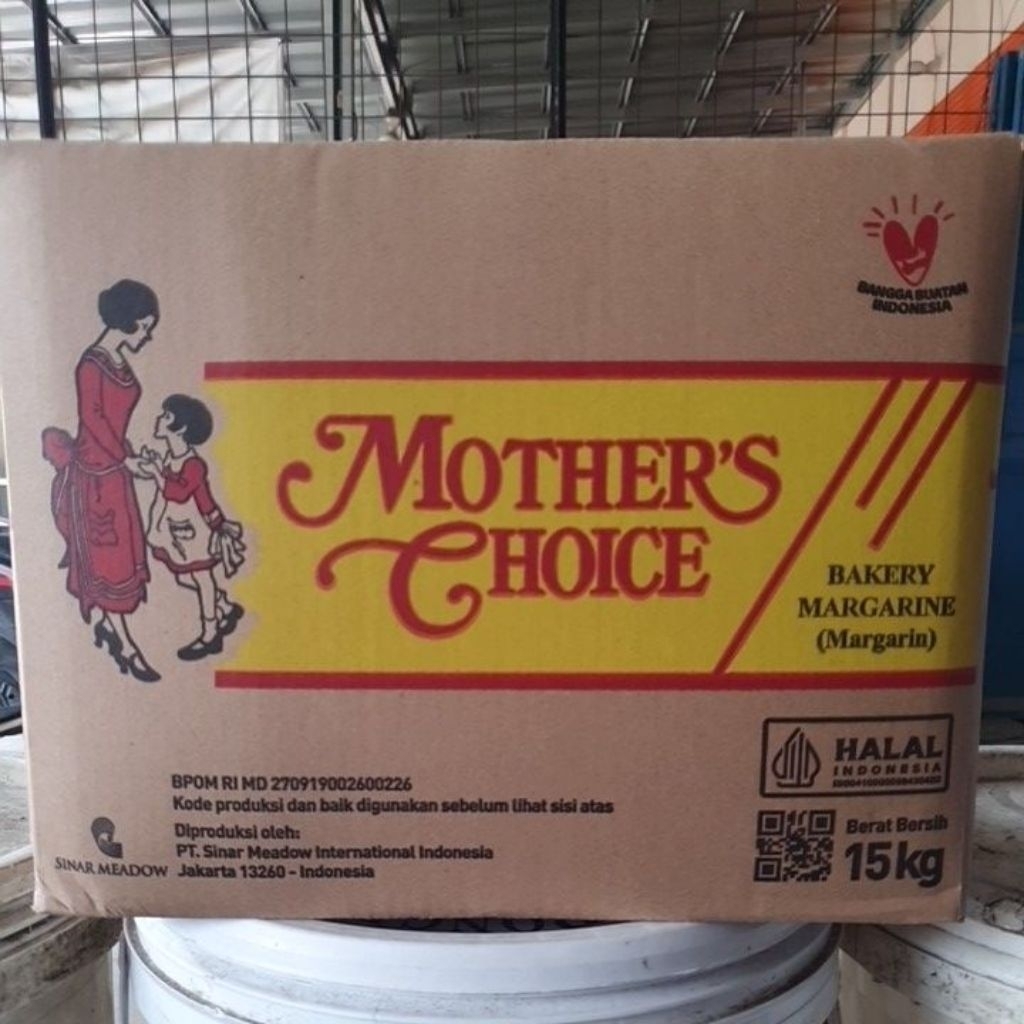 BANGGA BUATAN
INDONESIA
MOTHER'S
CHOICE
BAKERY
MARGARINE
(Margarin)
HALAL
INDONESIA
BPOM RI MD 270919002600226
Kode produksi dan baik digunakan sebelum lihat sisi atas
Diproduksi oleh:
PT. Sinar Meadow International Indonesia
Jakarta 13260 - Indonesia
SINAR MEADOW
Berat Bersih
15kg